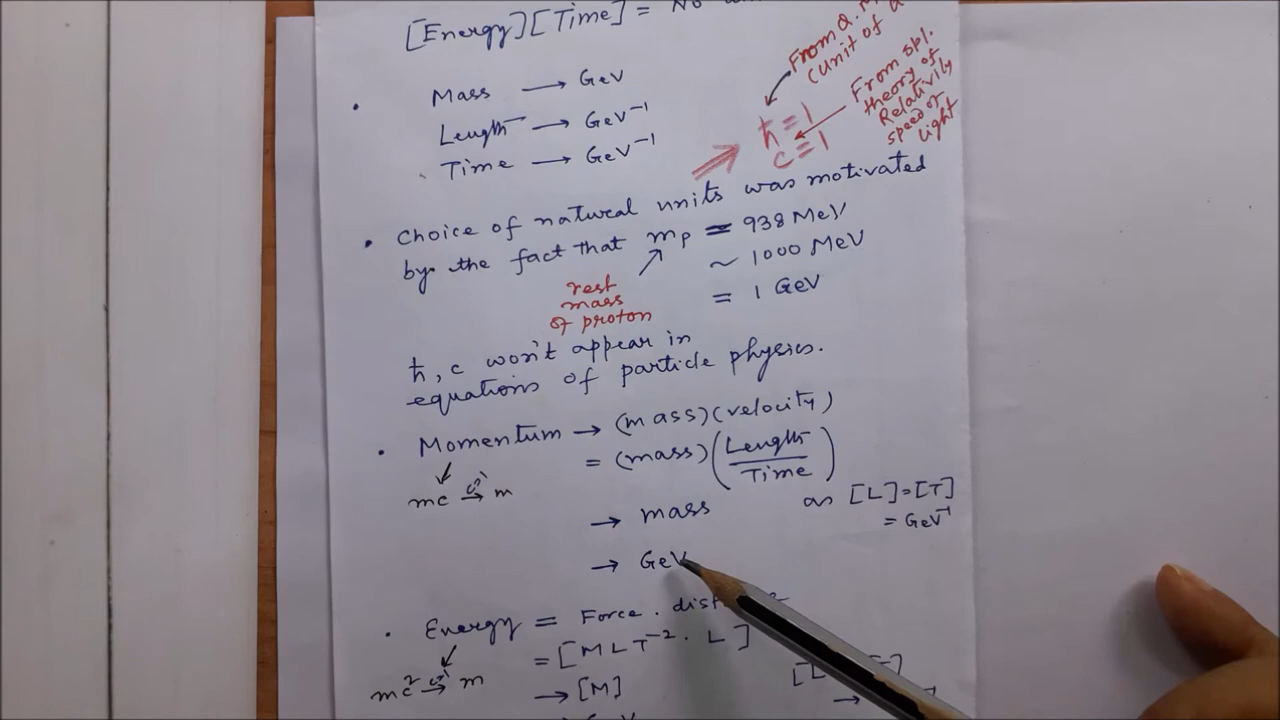 [Energy][Time] = No
From Q.
(unit of
From spl.
theory of
Relativity
speed of
light
ħ = 1
c = 1
• Mass → GeV
Length → GeV⁻¹
Time → GeV⁻¹
• Choice of natural units was motivated
by the fact that mp = 938 MeV
~ 1000 MeV
= 1 GeV
rest
mass
of proton
ħ, c won't appear in
equations of particle physics.
• Momentum → (mass)(velocity)
= (mass)(Length/Time)
mc → m
→ mass as [L]=[T]
= GeV⁻¹
→ GeV
• Energy = Force.
= [MLT⁻². L]
mc² → m
→ [M]